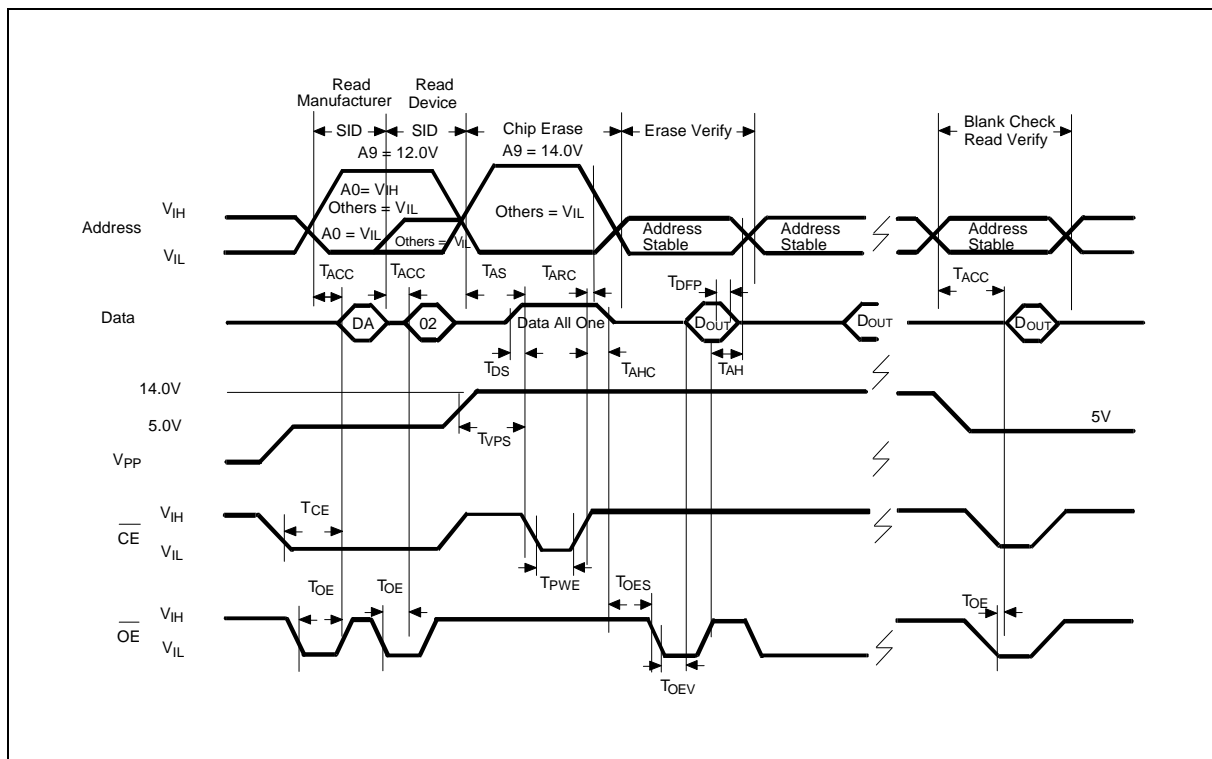 Read
Manufacturer
Read
Device
SID
SID
Chip Erase
Erase Verify
Blank Check
Read Verify
A9 = 12.0V
A9 = 14.0V
Address
VIH
VIL
A0= VIH
Others = VIL
A0 = VIL
Others = VIL
Others = VIL
Address
Stable
Address
Stable
Address
Stable
TACC
TACC
TAS
TARC
TDFP
TACC
Data
DA
02
Data All One
DOUT
DOUT
DOUT
TDS
TAHC
TAH
14.0V
5.0V
VPP
TVPS
5V
CE
VIH
VIL
TCE
TPWE
OE
VIH
VIL
TOE
TOE
TOES
TOEV
TOE